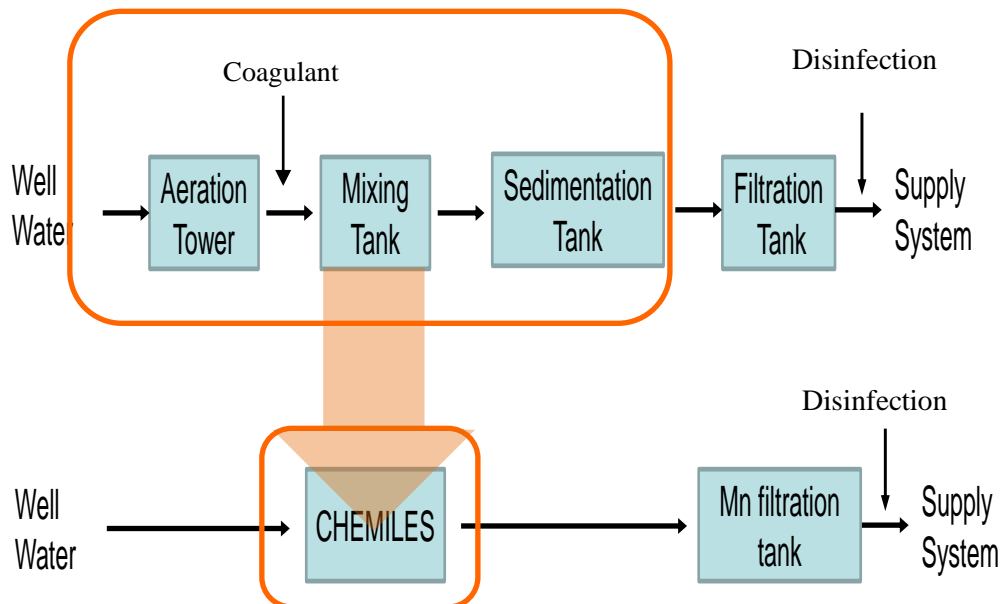 Coagulant
Disinfection
Well
Water
Aeration
Tower
Mixing
Tank
Sedimentation
Tank
Filtration
Tank
Supply
System
Disinfection
Well
Water
CHEMILES
Mn filtration
tank
Supply
System